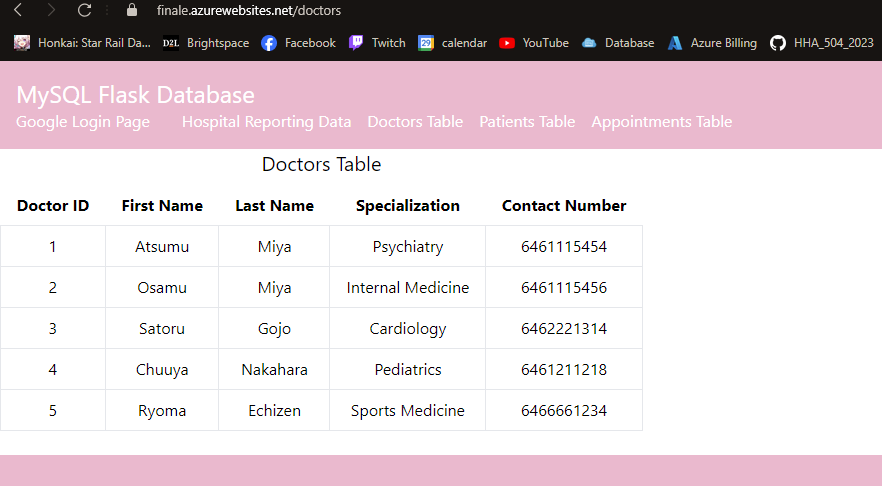 finale.azurewebsites.net/doctors
Honkai: Star Rail Da... D2L Brightspace Facebook Twitch 29 calendar YouTube Database Azure Billing HHA_504_2023
MySQL Flask Database
Google Login Page Hospital Reporting Data Doctors Table Patients Table Appointments Table
Doctors Table
Doctor ID First Name Last Name Specialization Contact Number
1 Atsumu Miya Psychiatry 6461115454
2 Osamu Miya Internal Medicine 6461115456
3 Satoru Gojo Cardiology 6462221314
4 Chuuya Nakahara Pediatrics 6461211218
5 Ryoma Echizen Sports Medicine 6466661234